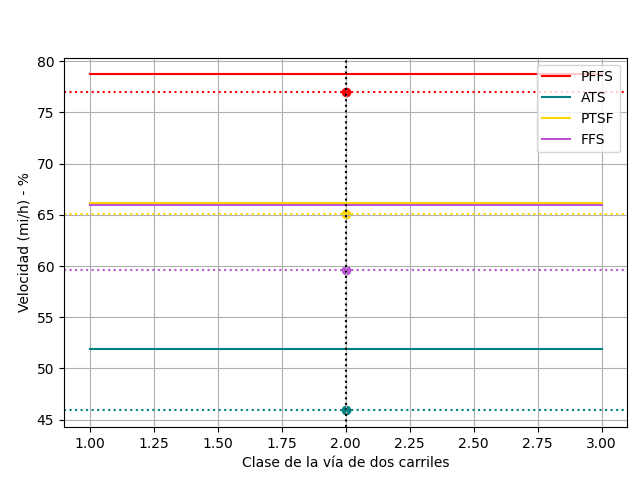 80
75
70
65
60
55
50
45
Velocidad (mi/h) - %
PFFS
ATS
PTSF
FFS
1.00 1.25 1.50 1.75 2.00 2.25 2.50 2.75 3.00
Clase de la vía de dos carriles